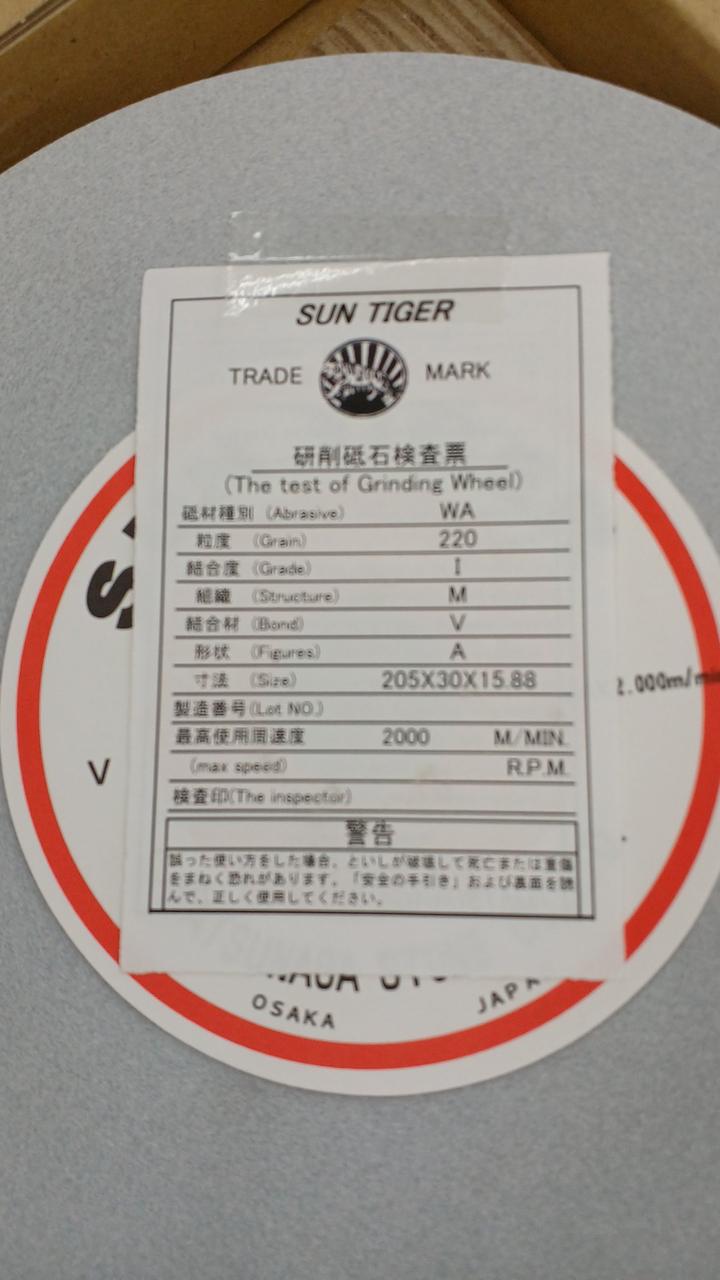 SUN TIGER
TRADE MARK
研削砥石検査票
(The test of Grinding Wheel)
砥材種別 (Abrasive) WA
粒度 (Grain) 220
結合度 (Grade) I
組織 (Structure) M
結合材 (Bond) V
形状 (Figures) A
寸法 (Size) 205X30X15.88
製造番号(Lot NO.)
最高使用周速度 2000 M/MIN.
(max speed) R.P.M.
検査印(The inspector)
警告
誤った使い方をした場合、といしが破壊して死亡または重傷
をまねく恐れがあります。「安全の手引き」および裏面を読
んで、正しく使用してください。
S
2.000m/min
V
OSAKA JAPA